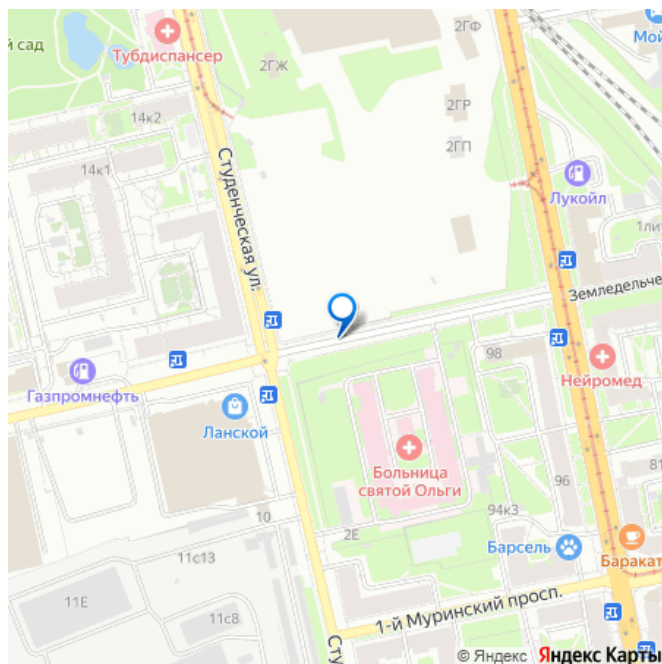 й сад
Тубдиспансер
2ГФ
Мой
2ГЖ
2ГР
14к2
2ГП
14к1
Студенческая ул.
Лукойл
1лит
Земледельче
98
Газпромнефть
Нейромед
Ланской
Больница
святой Ольги
96
81
94к3
10
2Е
Барсель
11с13
Баракат
11Е
11с8
1-й Муринский просп.
Сту
© Яндекс Яндекс Карты